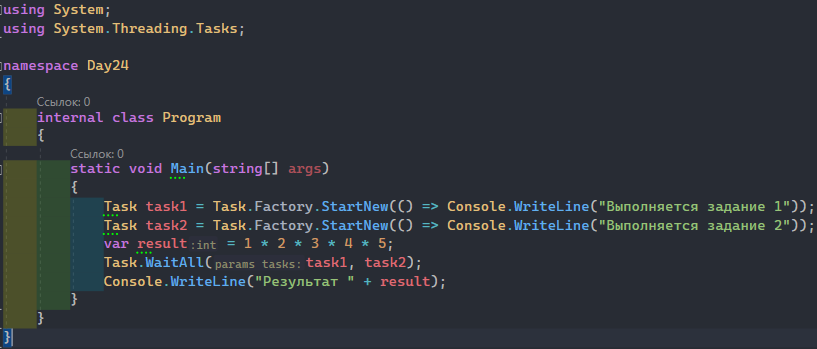 using System;
using System.Threading.Tasks;
namespace Day24
{
Ссылок: 0
internal class Program
{
Ссылок: 0
static void Main(string[] args)
{
Task task1 = Task.Factory.StartNew(() => Console.WriteLine("Выполняется задание 1"));
Task task2 = Task.Factory.StartNew(() => Console.WriteLine("Выполняется задание 2"));
var result:int = 1 * 2 * 3 * 4 * 5;
Task.WaitAll(params tasks:task1, task2);
Console.WriteLine("Результат " + result);
}
}
}